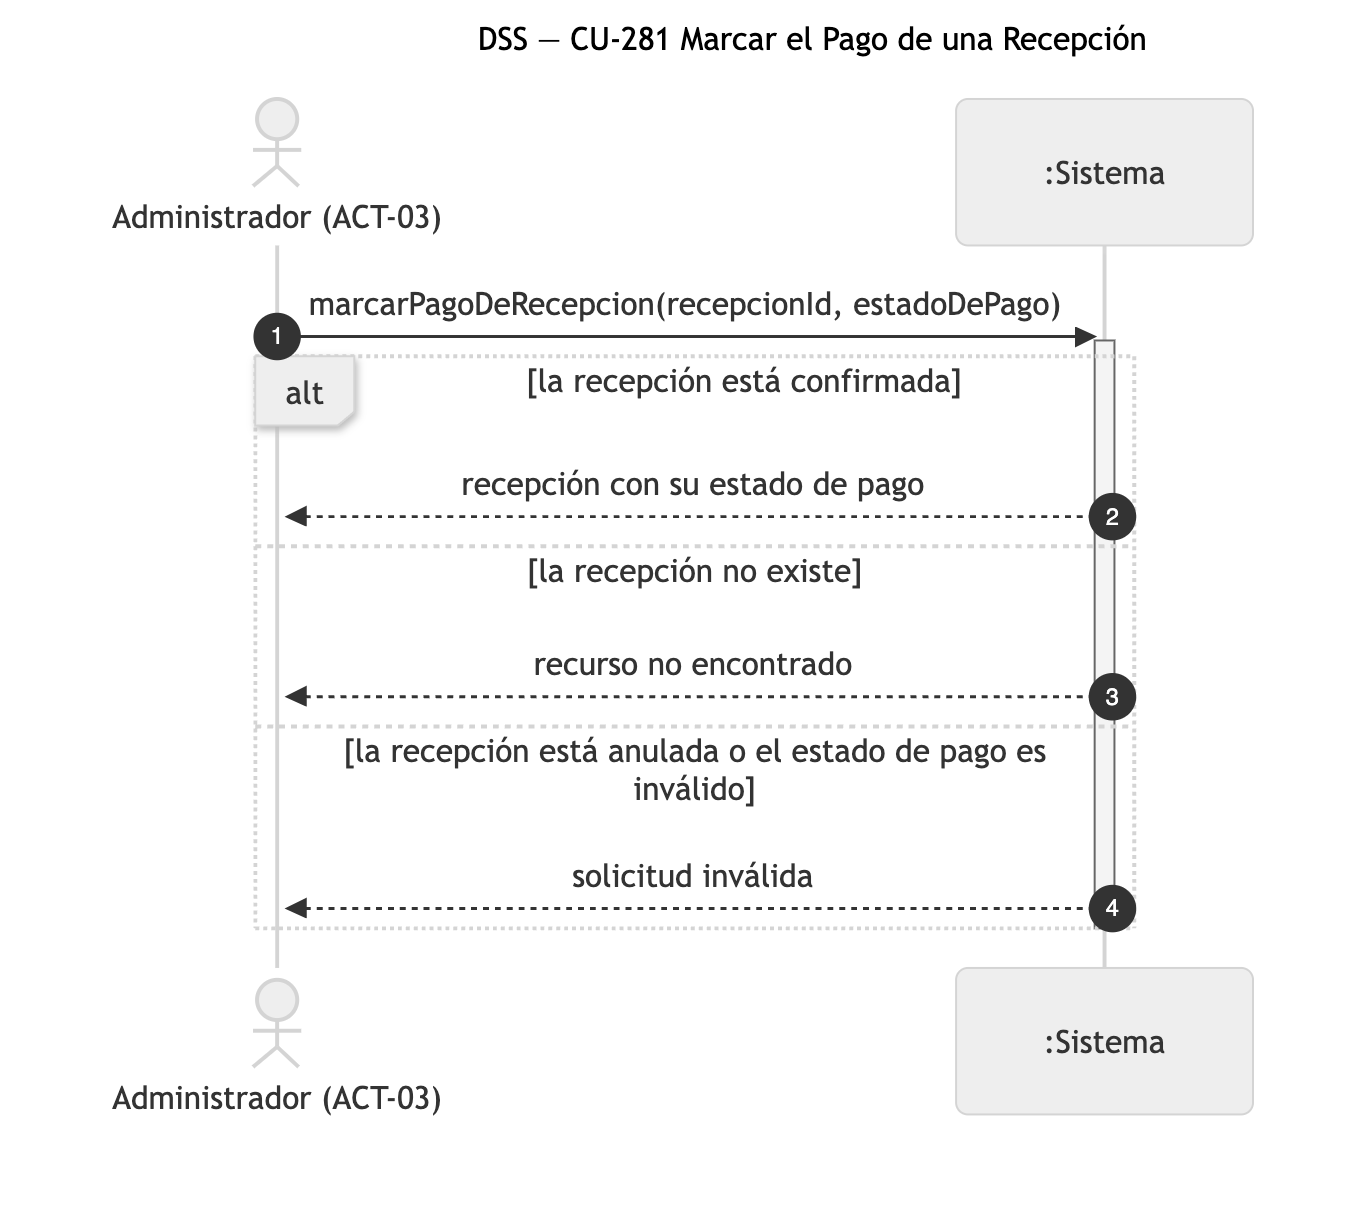 DSS — CU-281 Marcar el Pago de una Recepción
:Sistema
Administrador (ACT-03)
marcarPagoDeRecepcion(recepcionId, estadoDePago)
1
alt
[la recepción está confirmada]
recepción con su estado de pago
2
[la recepción no existe]
recurso no encontrado
3
[la recepción está anulada o el estado de pago es
inválido]
solicitud inválida
4
:Sistema
Administrador (ACT-03)